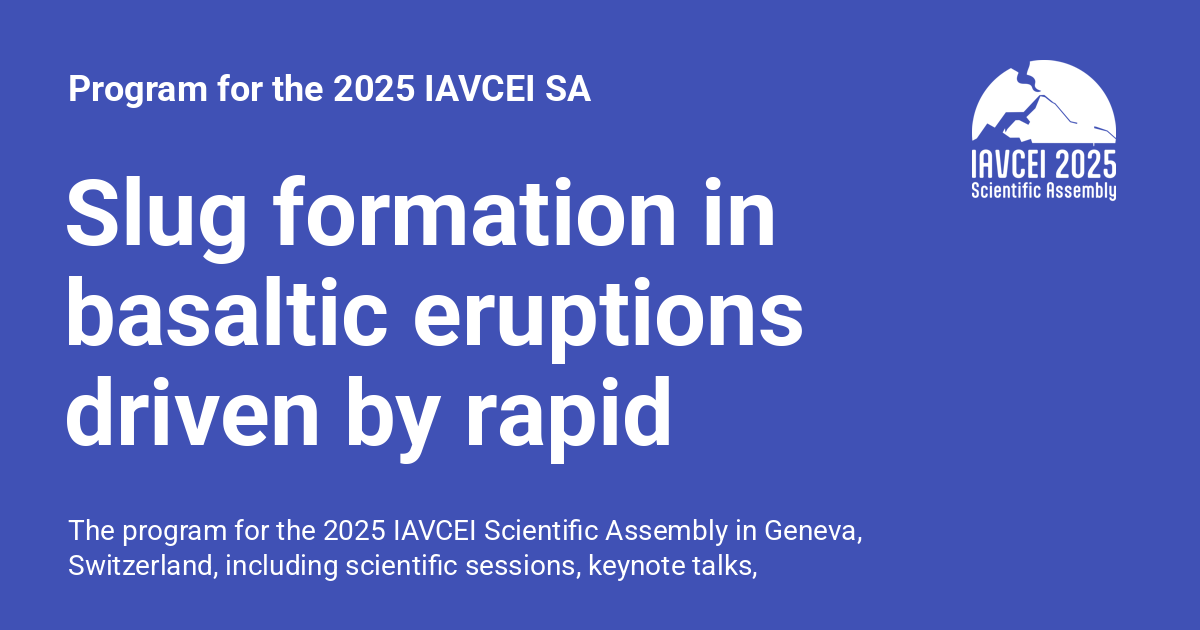 Program for the 2025 IAVCEI SA
IAVCEI 2025
Scientific Assembly
Slug formation in
basaltic eruptions
driven by rapid
The program for the 2025 IAVCEI Scientific Assembly in Geneva,
Switzerland, including scientific sessions, keynote talks,